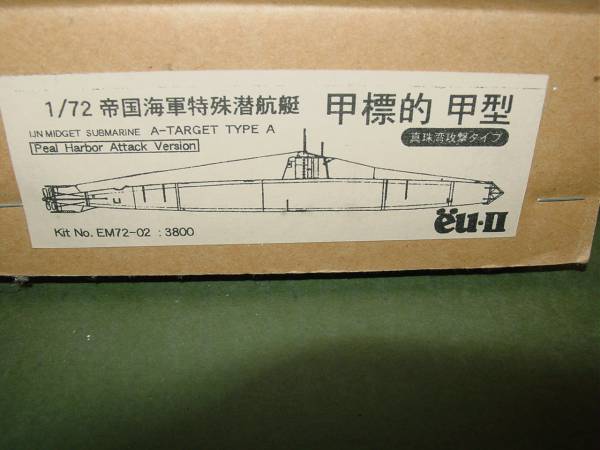 1/72 帝国海軍特殊潜航艇 甲標的 甲型
IJN MIDGET SUBMARINE A-TARGET TYPE A
Peal Harbor Attack Version
真珠湾攻撃タイプ
ëu-II
Kit No. EM72-02 : 3800